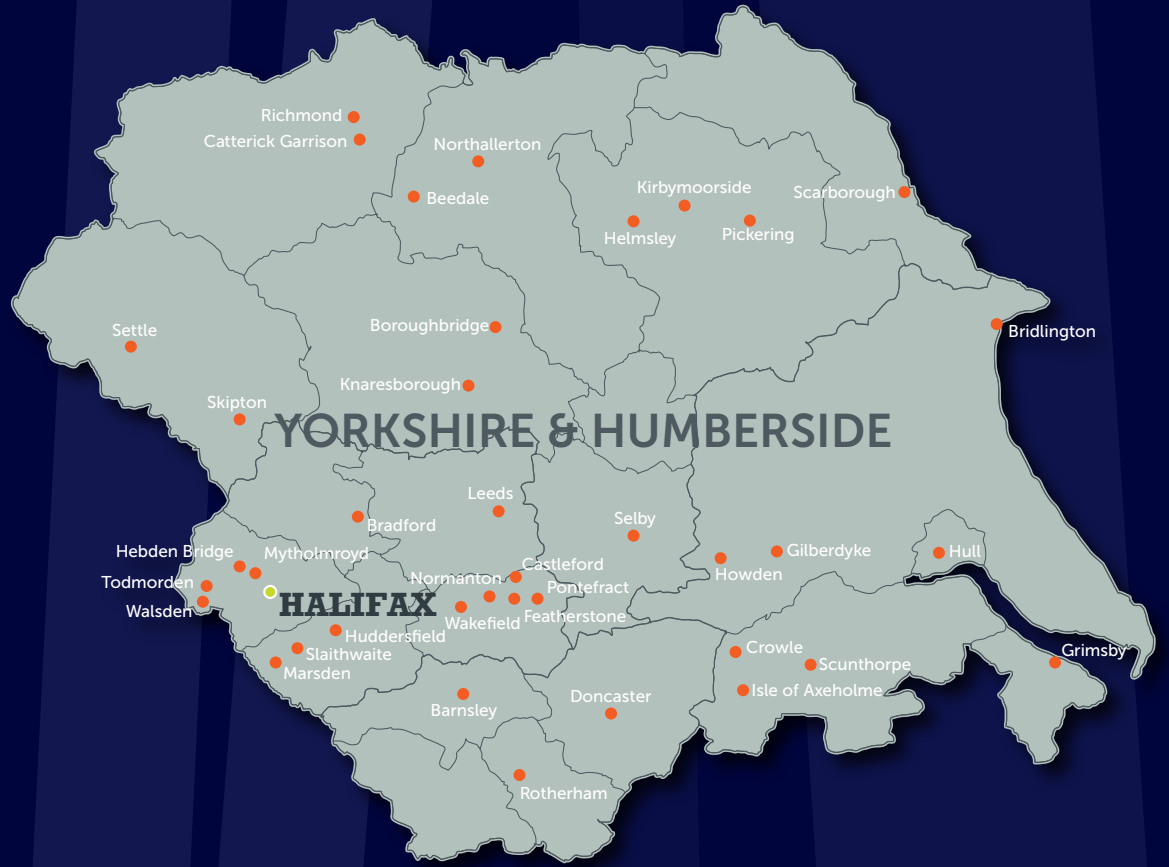 Richmond
Catterick Garrison
Northallerton
Beedale
Kirbymoorside
Scarborough
Helmsley
Pickering
Settle
Boroughbridge
Bridlington
Knaresborough
Skipton
YORKSHIRE & HUMBERSIDE
Leeds
Bradford
Selby
Hebden Bridge
Mytholmroyd
Gilberdyke
Hull
Castleford
Howden
Todmorden
Normanton
Pontefract
Walsden
HALIFAX
Wakefield
Featherstone
Huddersfield
Slaithwaite
Marsden
Crowle
Grimsby
Scunthorpe
Isle of Axeholme
Barnsley
Doncaster
Rotherham